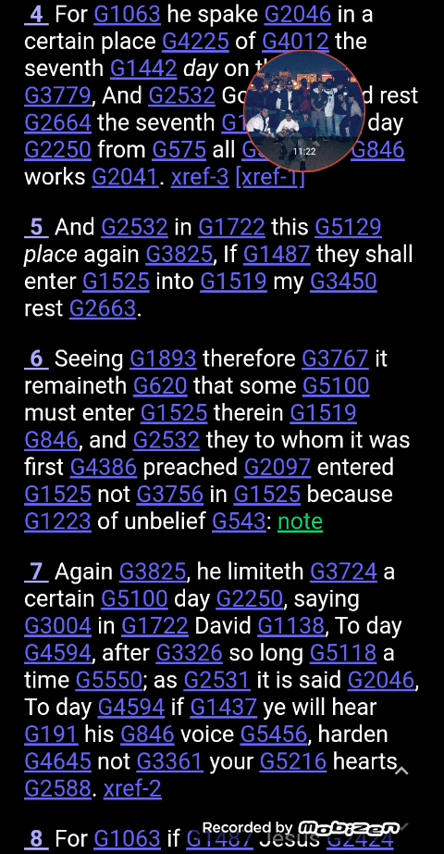 4 For G1063 he spake G2046 in a
certain place G4225 of G4012 the
seventh G1442 day on
G3779, And G2532 rest
G2664 the seventh day
G2250 from G575 all G846
works G2041. xref-3 [xref-1]
11:22
5 And G2532 in G1722 this G5129
place again G3825, If G1487 they shall
enter G1525 into G1519 my G3450
rest G2663.
6 Seeing G1893 therefore G3767 it
remaineth G620 that some G5100
must enter G1525 therein G1519
G846, and G2532 they to whom it was
first G4386 preached G2097 entered
G1525 not G3756 in G1525 because
G1223 of unbelief G543: note
7 Again G3825, he limiteth G3724 a
certain G5100 day G2250, saying
G3004 in G1722 David G1138, To day
G4594, after G3326 so long G5118 a
time G5550; as G2531 it is said G2046,
To day G4594 if G1437 ye will hear
G191 his G846 voice G5456, harden
G4645 not G3361 your G5216 hearts
G2588. xref-2
Recorded by Mobizen
8 For G1063 if G1487 Jesus G2424